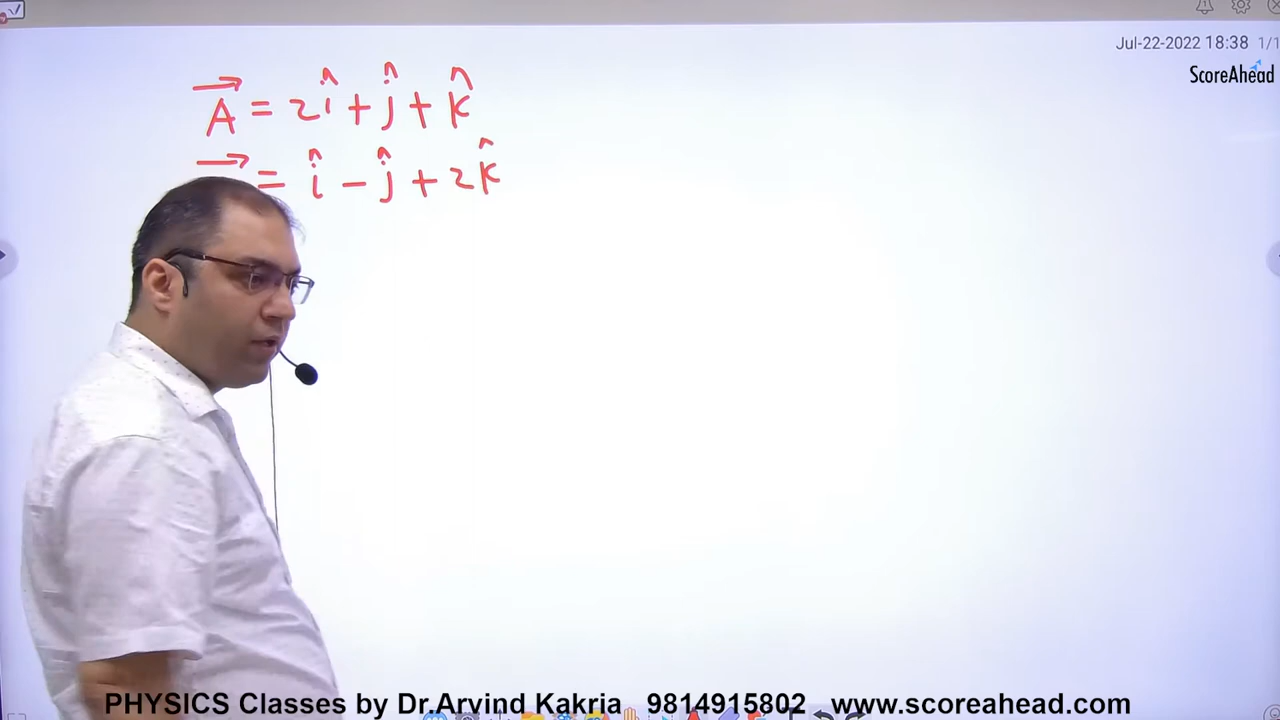 Jul-22-2022 18:38 1/1
ScoreAhead
A⃗ = 2î + ĵ + k̂
= î - ĵ + 2k̂
PHYSICS Classes by Dr.Arvind Kakria 9814915802 www.scoreahead.com